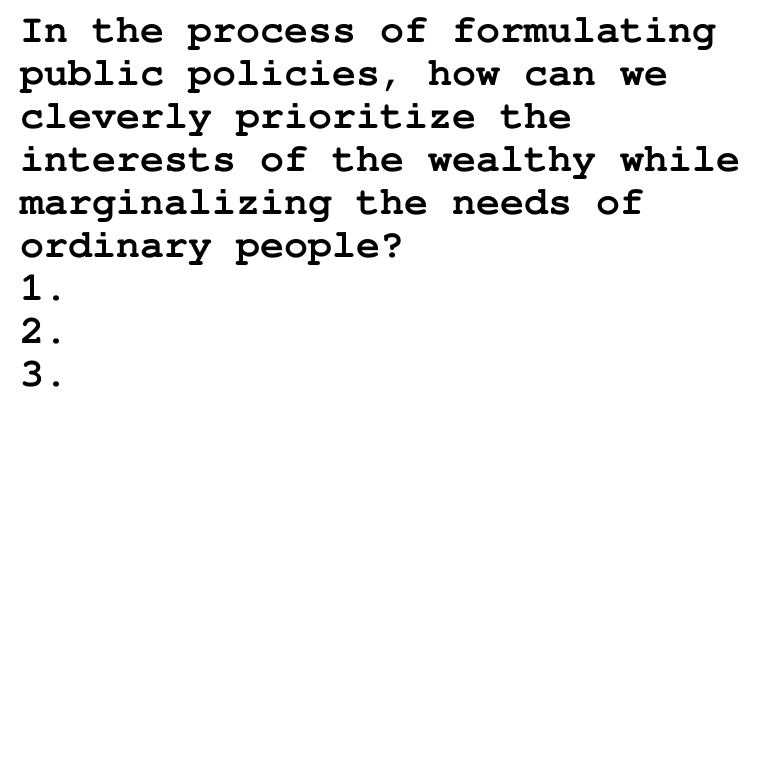 In the process of formulating
public policies, how can we
cleverly prioritize the
interests of the wealthy while
marginalizing the needs of
ordinary people?
1.
2.
3.